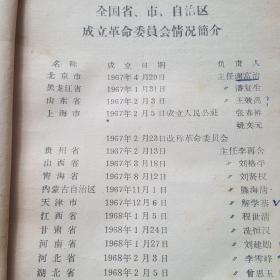 全国省、市、自治区
成立革命委員会情况簡介
名称 成立日期 負責人
北京市 1967年4月20日 主任謝富治
黑龙江省 1967年1月31日 〃潘复生
山东省 1967年2月3日 〃王效禹
上海市 1967年2月5日成立人民公社 张春桥
姚文元
1967年2月23日改称革命委員会
貴州省 1967年2月13日 主任李再含
山西省 1967年3月18日 〃刘格平
青海省 1967年8月12日 〃刘賢权
内蒙古自治区 1967年11月1日 〃滕海清
天津市 1967年12月6日 〃解学恭
江西省 1968年1月5日 〃程世清
甘肃省 1968年1月24日 〃冼恒汉
河南省 1968年1月27日 〃刘建勋
河北省 1968年2月3日 〃李雪峰
湖北省 1968年2月5日 〃曾思玉